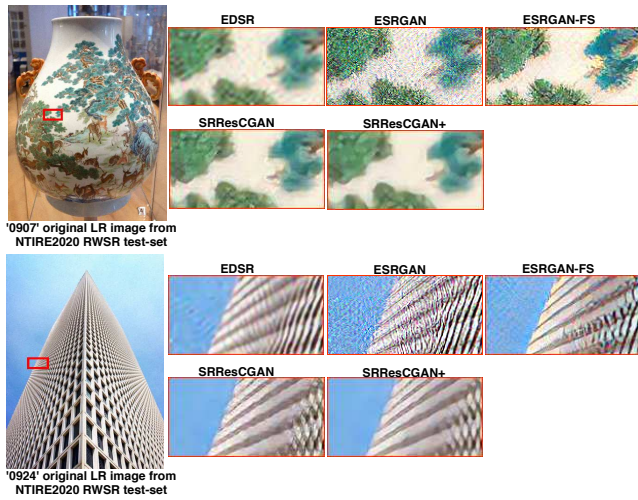 EDSR
ESRGAN
ESRGAN-FS
SRResCGAN
SRResCGAN+
'0907' original LR image from
NTIRE2020 RWSR test-set
EDSR
ESRGAN
ESRGAN-FS
SRResCGAN
SRResCGAN+
'0924' original LR image from
NTIRE2020 RWSR test-set